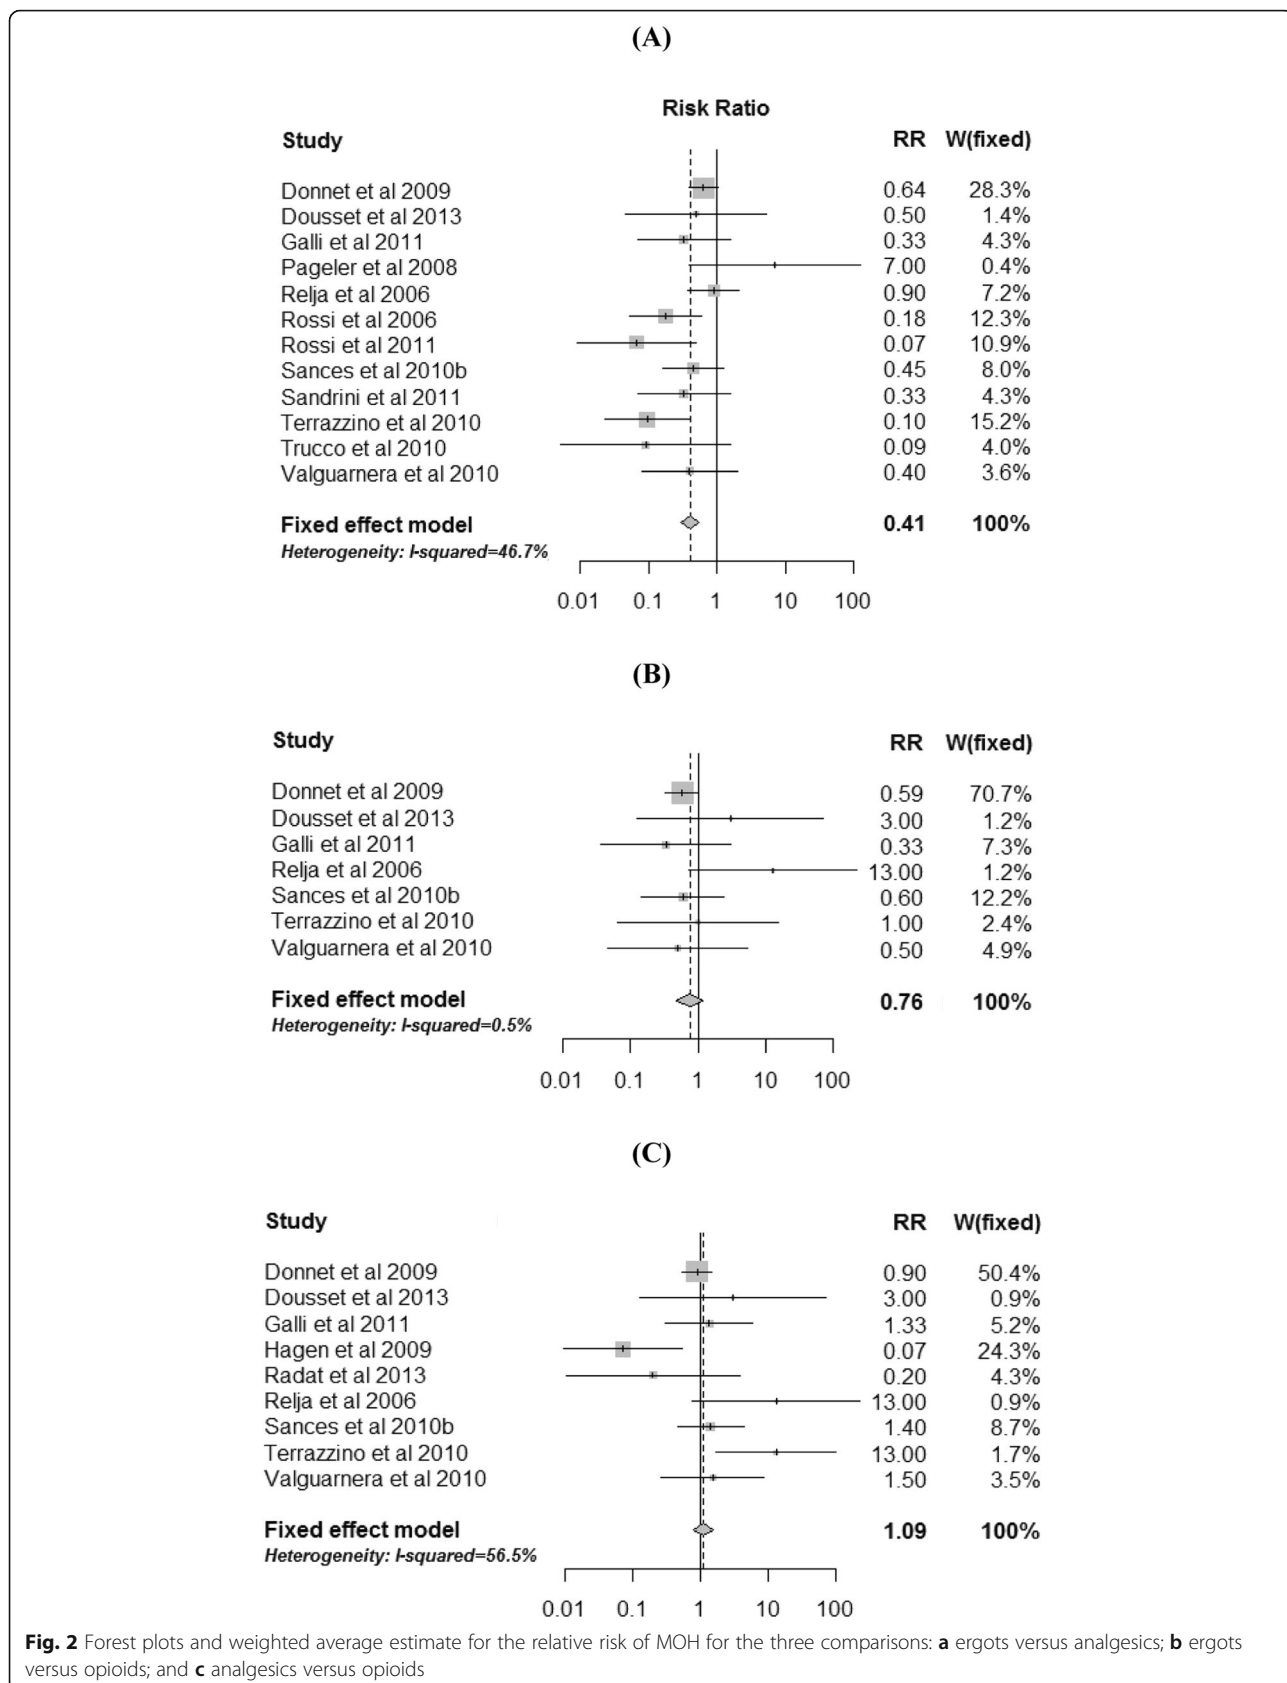 (A)
Risk Ratio
Study RR W(fixed)
Donnet et al 2009 0.64 28.3%
Dousset et al 2013 0.50 1.4%
Galli et al 2011 0.33 4.3%
Pageler et al 2008 7.00 0.4%
Relja et al 2006 0.90 7.2%
Rossi et al 2006 0.18 12.3%
Rossi et al 2011 0.07 10.9%
Sances et al 2010b 0.45 8.0%
Sandrini et al 2011 0.33 4.3%
Terrazzino et al 2010 0.10 15.2%
Trucco et al 2010 0.09 4.0%
Valguarnera et al 2010 0.40 3.6%
Fixed effect model 0.41 100%
Heterogeneity: I-squared=46.7%
0.01 0.1 1 10 100
(B)
Study RR W(fixed)
Donnet et al 2009 0.59 70.7%
Dousset et al 2013 3.00 1.2%
Galli et al 2011 0.33 7.3%
Relja et al 2006 13.00 1.2%
Sances et al 2010b 0.60 12.2%
Terrazzino et al 2010 1.00 2.4%
Valguarnera et al 2010 0.50 4.9%
Fixed effect model 0.76 100%
Heterogeneity: I-squared=0.5%
0.01 0.1 1 10 100
(C)
Study RR W(fixed)
Donnet et al 2009 0.90 50.4%
Dousset et al 2013 3.00 0.9%
Galli et al 2011 1.33 5.2%
Hagen et al 2009 0.07 24.3%
Radat et al 2013 0.20 4.3%
Relja et al 2006 13.00 0.9%
Sances et al 2010b 1.40 8.7%
Terrazzino et al 2010 13.00 1.7%
Valguarnera et al 2010 1.50 3.5%
Fixed effect model 1.09 100%
Heterogeneity: I-squared=56.5%
0.01 0.1 1 10 100
Fig. 2 Forest plots and weighted average estimate for the relative risk of MOH for the three comparisons: a ergots versus analgesics; b ergots
versus opioids; and c analgesics versus opioids